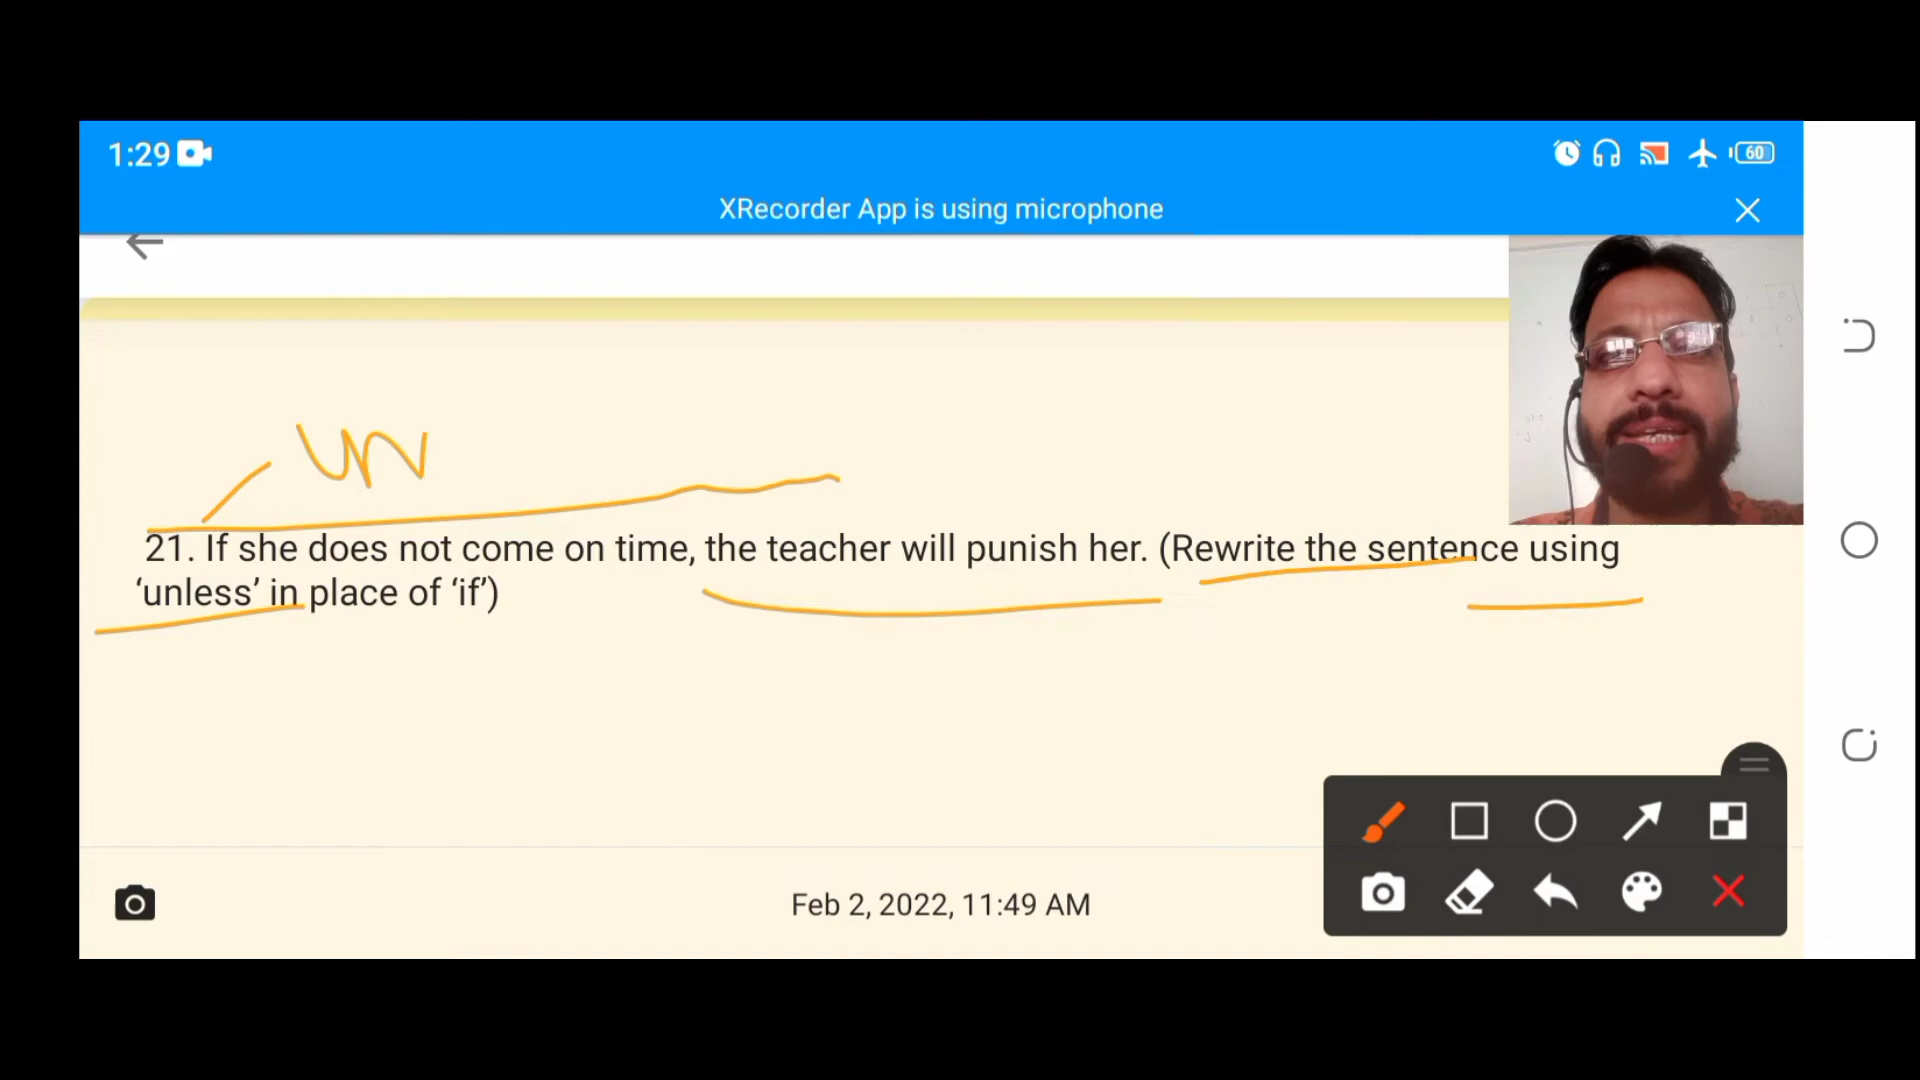 1:29
60
XRecorder App is using microphone
un
21. If she does not come on time, the teacher will punish her. (Rewrite the sentence using
‘unless’ in place of ‘if’)
Feb 2, 2022, 11:49 AM